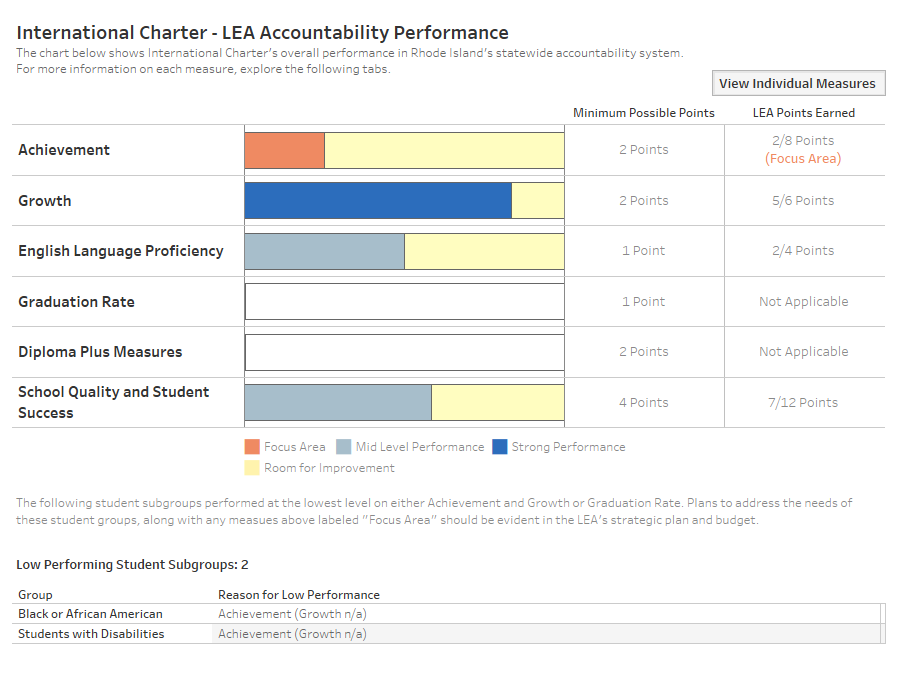 International Charter - LEA Accountability Performance
The chart below shows International Charter's overall performance in Rhode Island's statewide accountability system.
For more information on each measure, explore the following tabs.
View Individual Measures
Minimum Possible Points LEA Points Earned
Achievement 2 Points 2/8 Points
(Focus Area)
Growth 2 Points 5/6 Points
English Language Proficiency 1 Point 2/4 Points
Graduation Rate 1 Point Not Applicable
Diploma Plus Measures 2 Points Not Applicable
School Quality and Student
Success 4 Points 7/12 Points
Focus Area Mid Level Performance Strong Performance
Room for Improvement
The following student subgroups performed at the lowest level on either Achievement and Growth or Graduation Rate. Plans to address the needs of
these student groups, along with any measues above labeled "Focus Area" should be evident in the LEA's strategic plan and budget.
Low Performing Student Subgroups: 2
Group Reason for Low Performance
Black or African American Achievement (Growth n/a)
Students with Disabilities Achievement (Growth n/a)